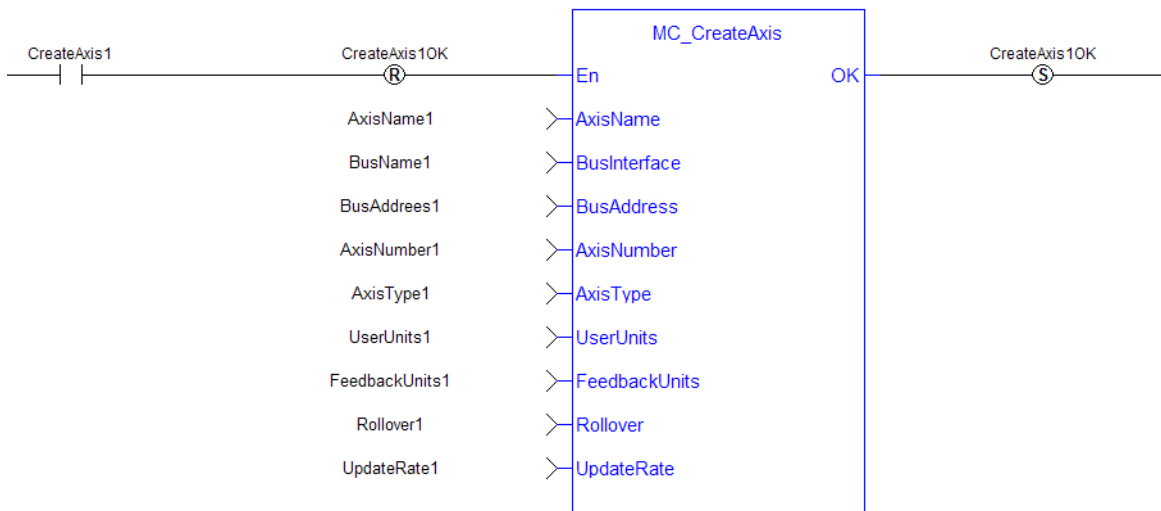 MC_CreateAxis
CreateAxis1 CreateAxis1OK CreateAxis1OK
R En OK S
AxisName1 AxisName
BusName1 BusInterface
BusAddrees1 BusAddress
AxisNumber1 AxisNumber
AxisType1 AxisType
UserUnits1 UserUnits
FeedbackUnits1 FeedbackUnits
Rollover1 Rollover
UpdateRate1 UpdateRate